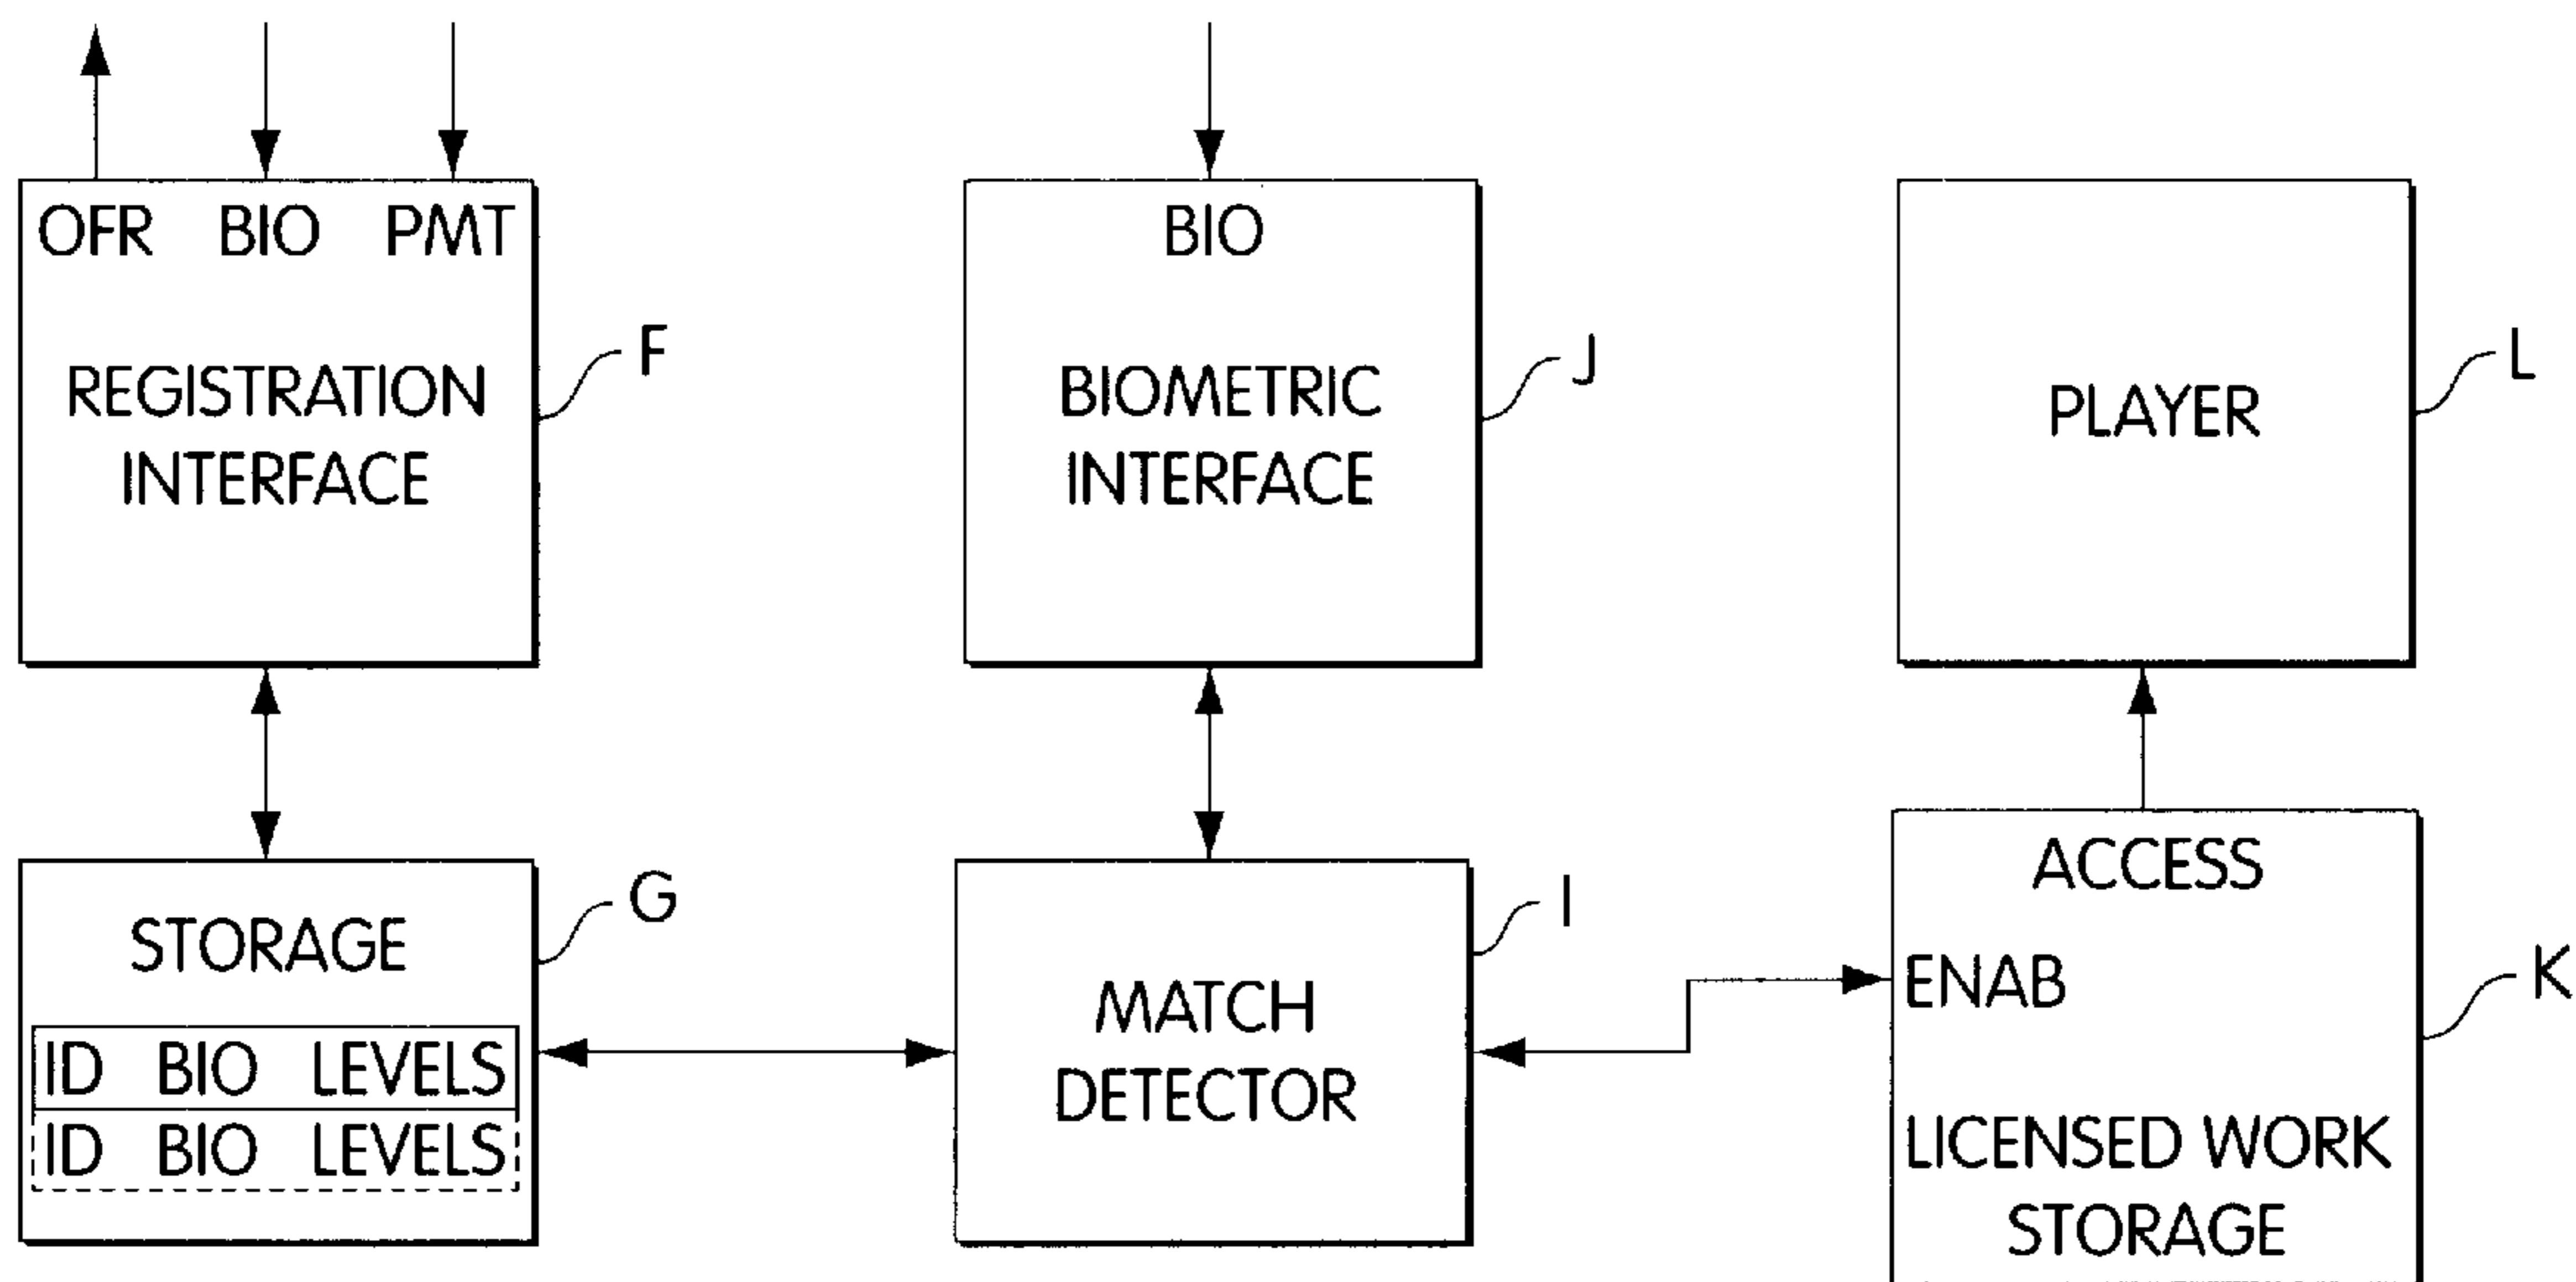 OFR BIO PMT
REGISTRATION
INTERFACE
F
BIO
BIOMETRIC
INTERFACE
J
PLAYER
L
STORAGE
G
ID BIO LEVELS
ID BIO LEVELS
MATCH
DETECTOR
I
ACCESS
ENAB
LICENSED WORK
STORAGE
K